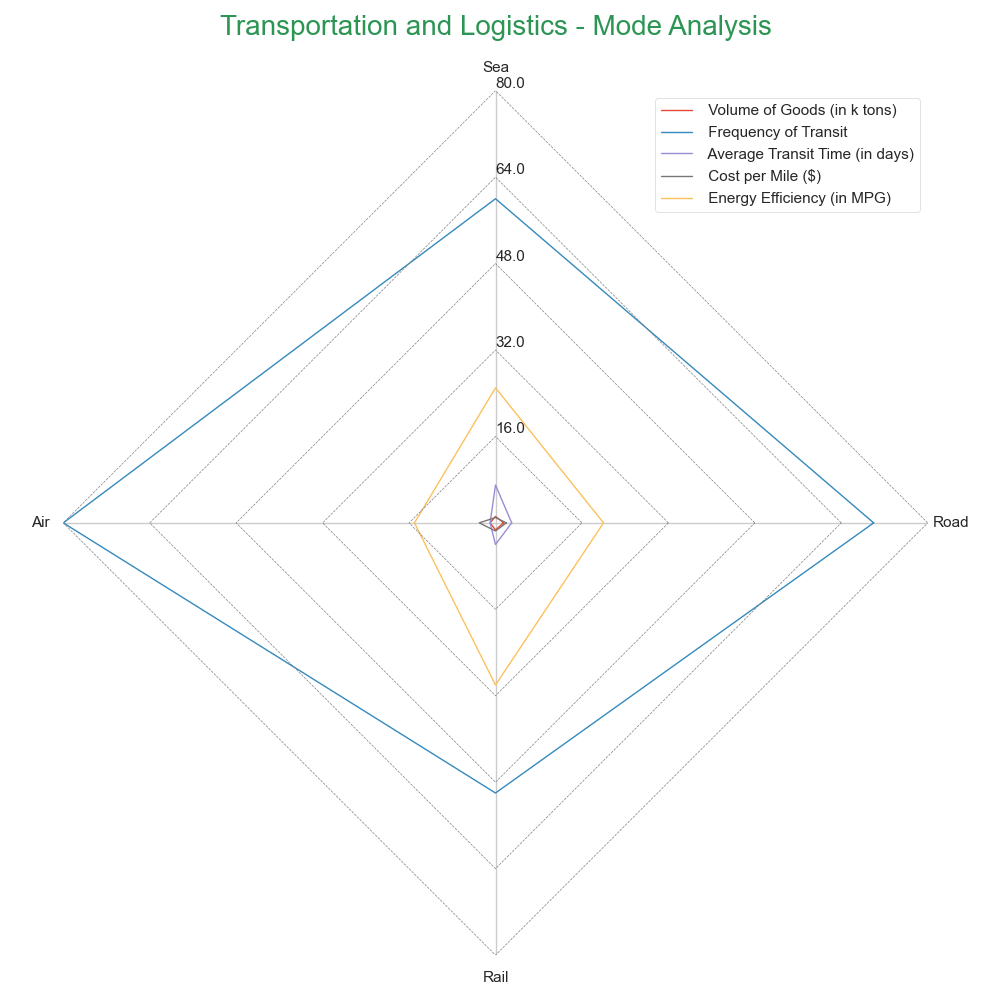 Transportation and Logistics - Mode Analysis
Sea
80.0
Volume of Goods (in k tons)
Frequency of Transit
Average Transit Time (in days)
Cost per Mile ($)
Energy Efficiency (in MPG)
64.0
48.0
32.0
16.0
Air
Road
Rail